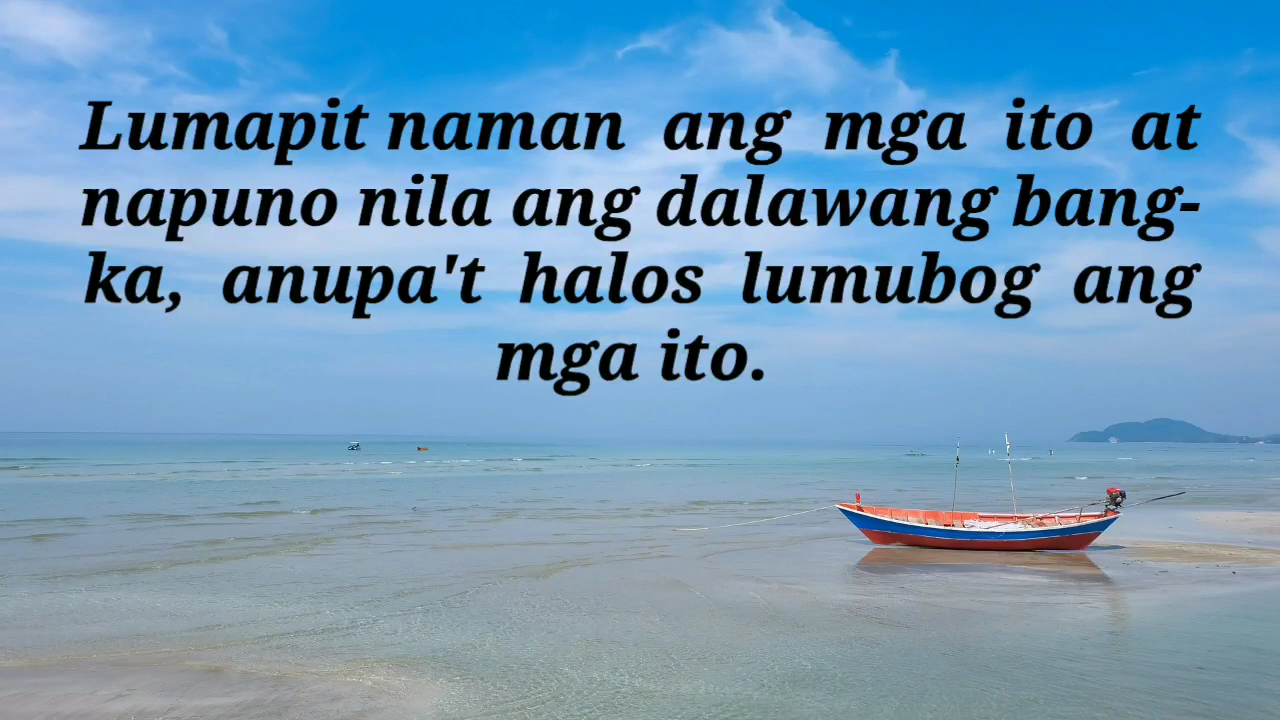 Lumapit naman ang mga ito at
napuno nila ang dalawang bang-
ka, anupa't halos lumubog ang
mga ito.